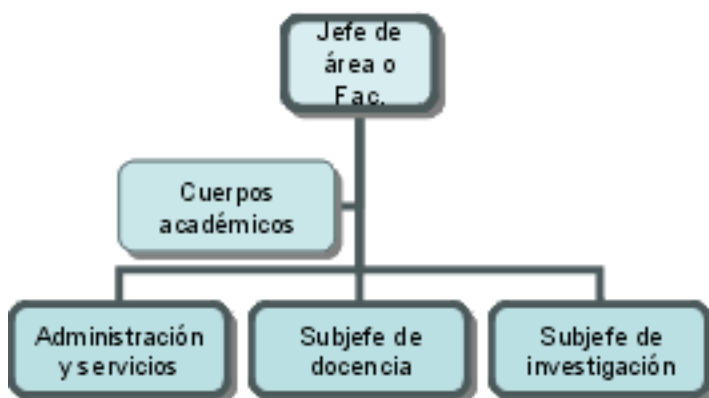 Jefe de
área o
Fac.
Cuerpos
académicos
Administración
y servicios
Subjefe de
docencia
Subjefe de
investigación